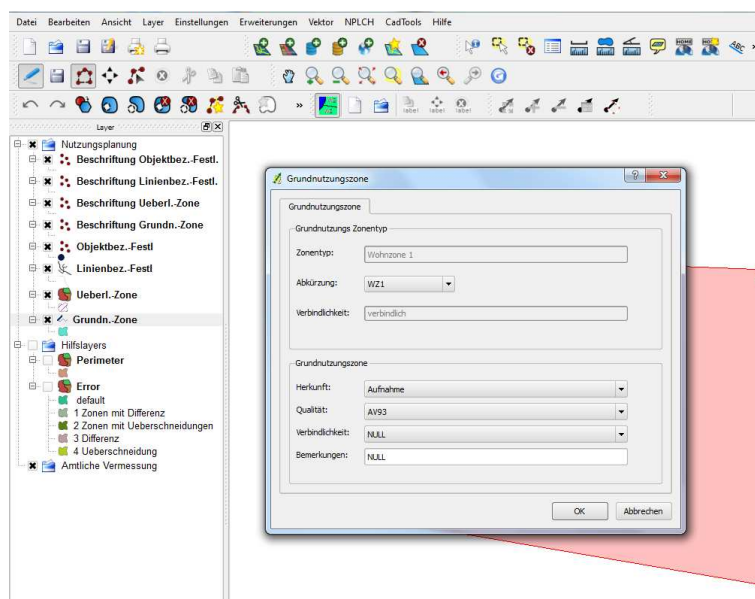 Datei Bearbeiten Ansicht Layer Einstellungen Erweiterungen Vektor NPLCH CadTools Hilfe
label label label
Layer
Nutzungsplanung
Beschriftung Objektbez.-Festl.
Beschriftung Linienbez.-Festl.
Beschriftung Ueberl.-Zone
Beschriftung Grundn.-Zone
Objektbez.-Festl
Linienbez.-Festl
Ueberl.-Zone
Grundn.-Zone
Hilfslayers
Perimeter
Error
default
1 Zonen mit Differenz
2 Zonen mit Ueberschneidungen
3 Differenz
4 Ueberschneidung
Amtliche Vermessung
Grundnutzungszone
Grundnutzungszone
Grundnutzungs Zonentyp
Zonentyp: Wohnzone 1
Abkürzung: WZ1
Verbindlichkeit: verbindlich
Grundnutzungszone
Herkunft: Aufnahme
Qualität: AV93
Verbindlichkeit: NULL
Bemerkungen: NULL
OK Abbrechen